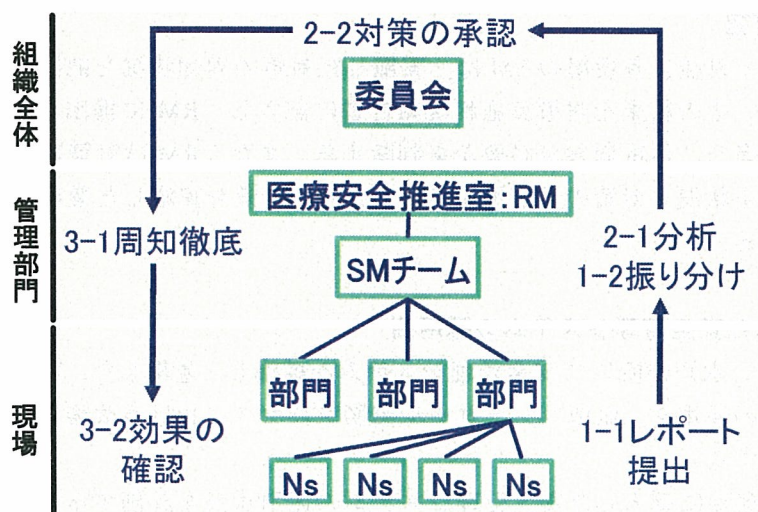 組織全体
2-2対策の承認
委員会
管理部門
医療安全推進室:RM
3-1周知徹底
SMチーム
2-1分析
1-2振り分け
現場
部門
部門
部門
3-2効果の
確認
1-1レポート
提出
Ns
Ns
Ns
Ns